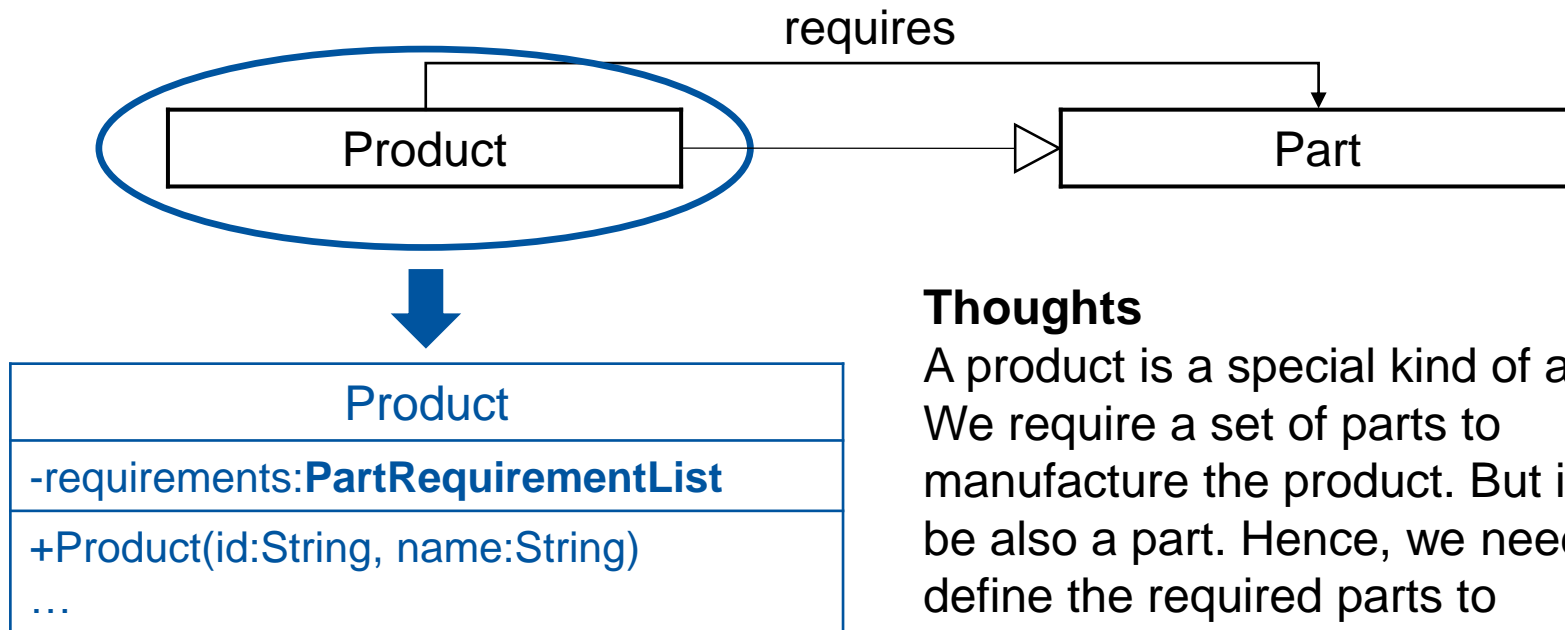 requires
Product
Part
Product
-requirements:PartRequirementList
+Product(id:String, name:String)
…
Thoughts
A product is a special kind of a
We require a set of parts to
manufacture the product. But
be also a part. Hence, we
define the required parts to